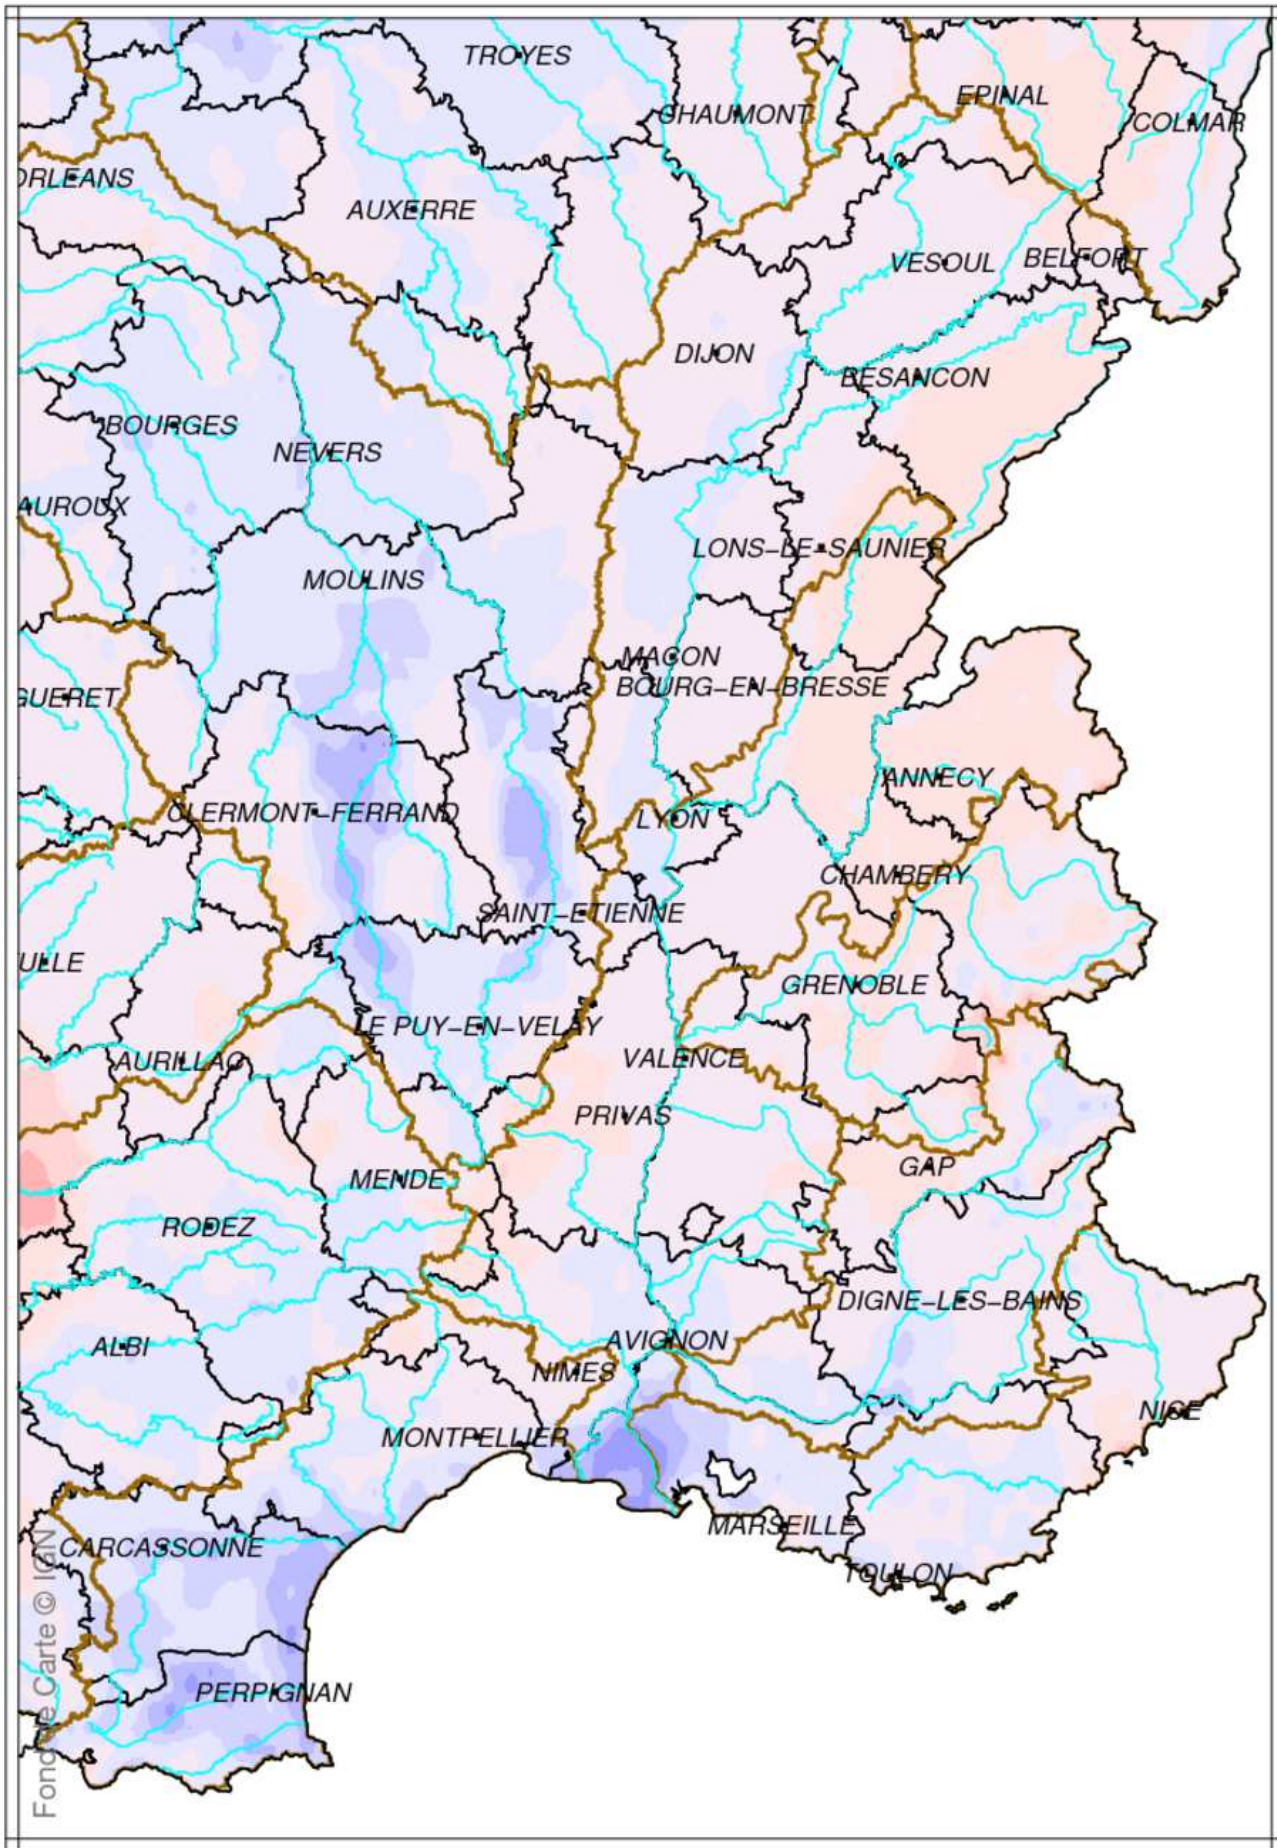 TROYES
EPINAL
CHAUMONT
COLMAR
ORLEANS
AUXERRE
VESOUL
BELFORT
DIJON
BESANCON
BOURGES
NEVERS
AUROUX
LONS-LE-SAUNIER
MOULINS
MACON
BOURG-EN-BRESSE
GUERET
ANNECY
CLERMONT-FERRAND
LYON
CHAMBERY
SAINT-ETIENNE
ULLE
GRENOBLE
LE PUY-EN-VELAY
AURILLAC
VALENCE
PRIVAS
GAP
MENDE
RODEZ
DIGNE-LES-BAINS
ALBI
AVIGNON
NIMES
NICE
MONTPELLIER
MARSEILLE
CARCASSONNE
TOULON
PERPIGNAN
Fond de Carte © IGN